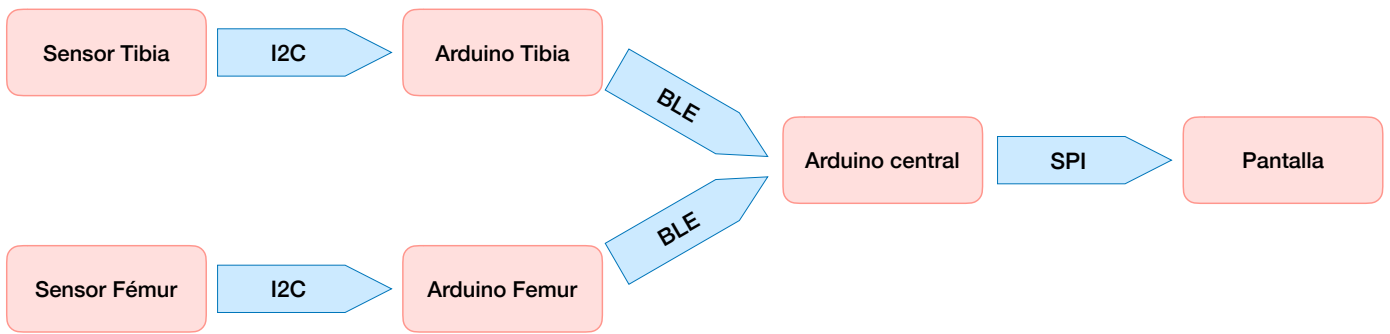 Sensor Tibia
I2C
Arduino Tibia
BLE
Arduino central
SPI
Pantalla
BLE
Sensor Fémur
I2C
Arduino Femur